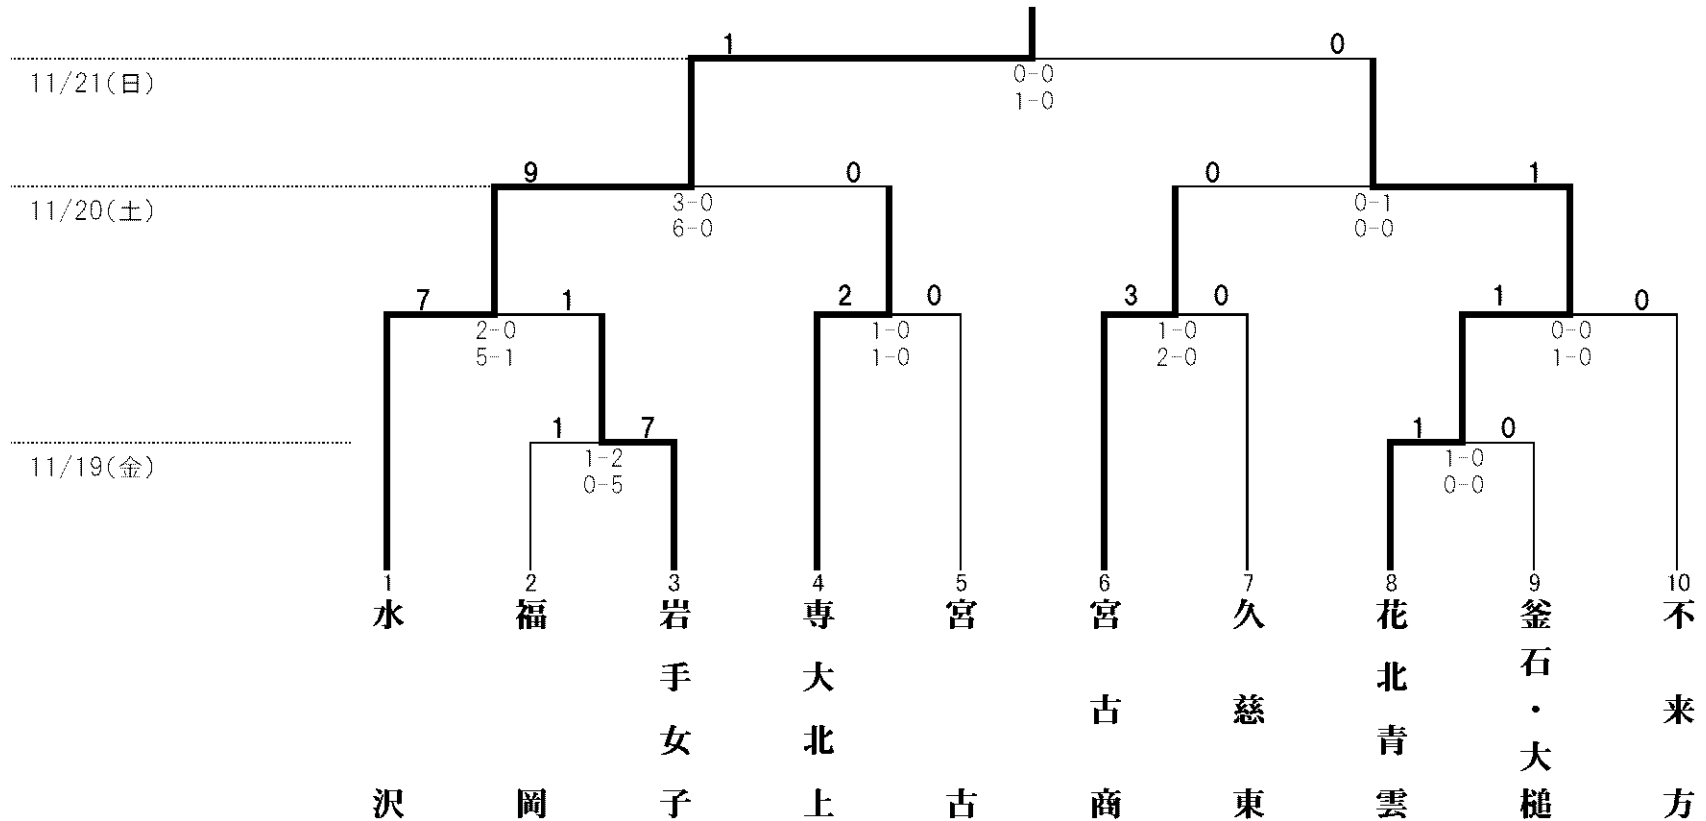 1 0
11/21(日)
0-0
1-0
9 0 0 1
11/20(土)
3-0 0-1
6-0 0-0
7 1 2 0 3 0 1 0
2-0 1-0 1-0 0-0
5-1 1-0 2-0 1-0
1 7 1 0
11/19(金)
1-2 1-0
0-5 0-0
1 2 3 4 5 6 7 8 9 10
水沢
福岡
岩手女子
専大北上
宮古
宮古商
久慈東
花北青雲
釜石・大槌
不来方